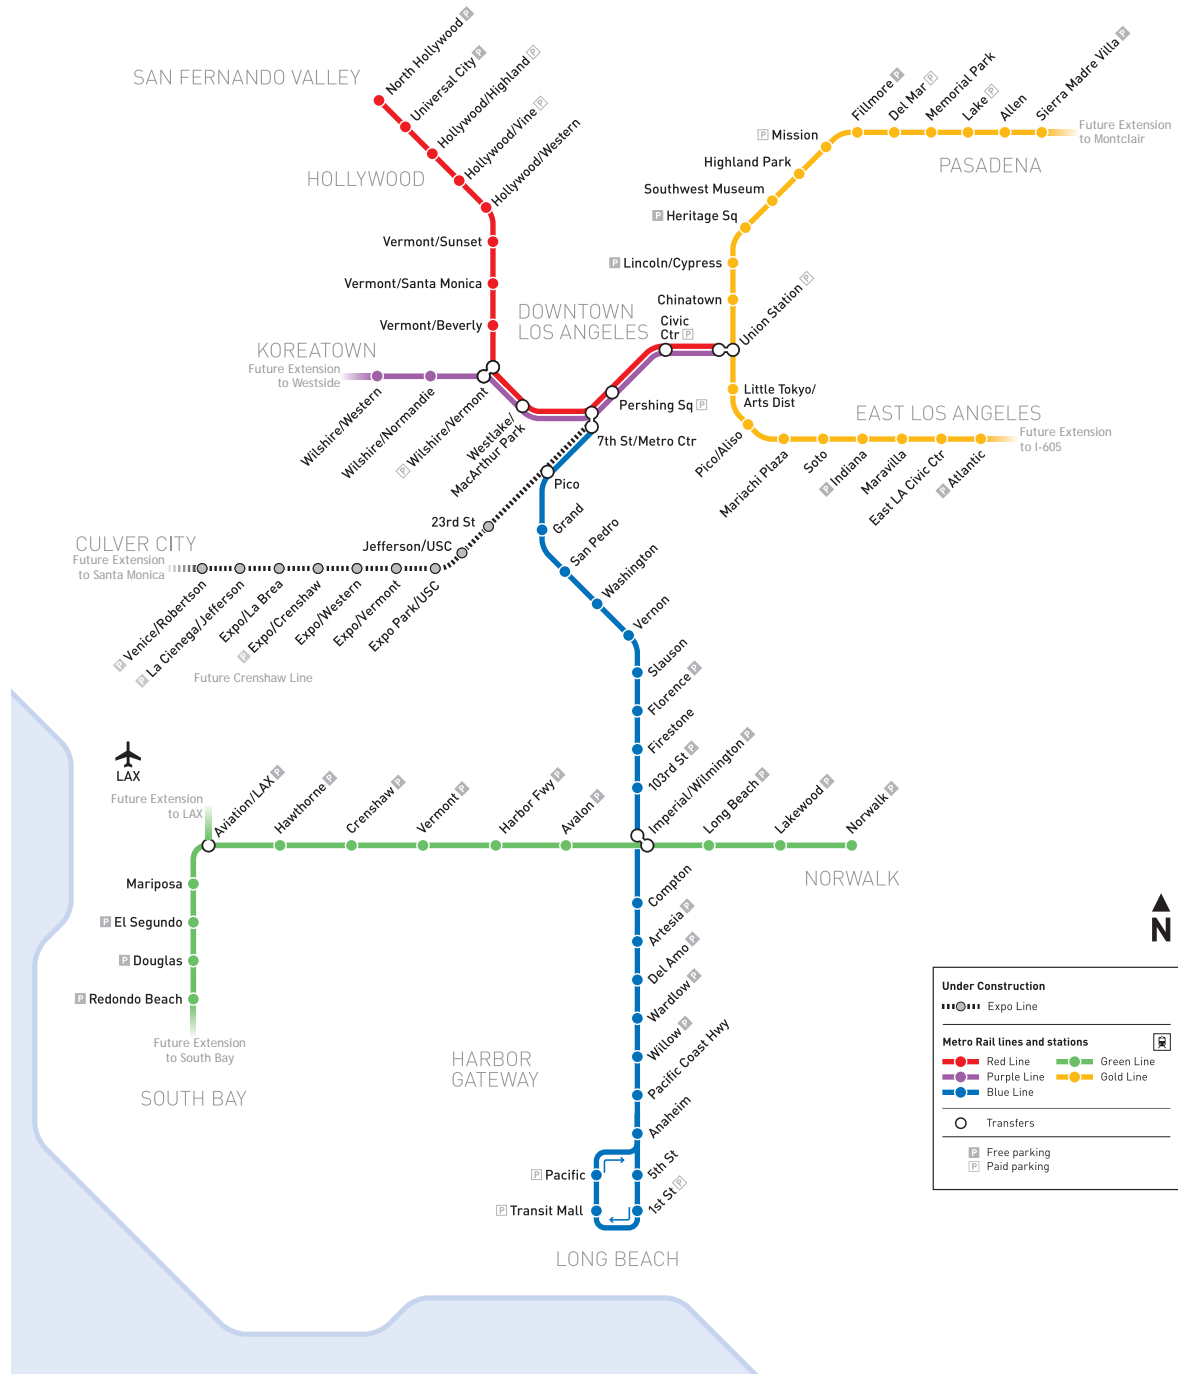 North Hollywood P
Universal City P
Hollywood/Highland P
Hollywood/Vine P
Hollywood/Western
SAN FERNANDO VALLEY
HOLLYWOOD
Vermont/Sunset
Vermont/Santa Monica
Vermont/Beverly
KOREATOWN
Future Extension
to Westside
Wilshire/Western
Wilshire/Normandie
P Wilshire/Vermont
Westlake/
MacArthur Park
DOWNTOWN
LOS ANGELES
Civic
Ctr P
Pershing Sq P
7th St/Metro Ctr
Union Station P
Fillmore P
Del Mar P
Memorial Park
Lake P
Allen
Sierra Madre Villa P
Future Extension
to Montclair
PASADENA
P Mission
Highland Park
Southwest Museum
P Heritage Sq
P Lincoln/Cypress
Chinatown
Little Tokyo/
Arts Dist
EAST LOS ANGELES
Future Extension
to I-605
Pico/Aliso
Mariachi Plaza
Soto
P Indiana
Maravilla
East LA Civic Ctr
P Atlantic
Pico
23rd St
Jefferson/USC
CULVER CITY
Future Extension
to Santa Monica
P Venice/Robertson
P La Cienega/Jefferson
Expo/La Brea
P Expo/Crenshaw
Expo/Western
Expo/Vermont
Expo Park/USC
Future Crenshaw Line
Grand
San Pedro
Washington
Vernon
Slauson
Florence P
Firestone
103rd St P
Imperial/Wilmington P
LAX
Future Extension
to LAX
Aviation/LAX P
Hawthorne P
Crenshaw P
Vermont P
Harbor Fwy P
Avalon P
Long Beach P
Lakewood P
Norwalk P
NORWALK
Mariposa
P El Segundo
P Douglas
P Redondo Beach
Future Extension
to South Bay
SOUTH BAY
Compton
Artesia P
Del Amo P
Wardlow P
Willow P
Pacific Coast Hwy
Anaheim
HARBOR
GATEWAY
P Pacific
5th St
P Transit Mall
1st St P
LONG BEACH
N
Under Construction
Expo Line
Metro Rail lines and stations
Red Line
Green Line
Purple Line
Gold Line
Blue Line
Transfers
P Free parking
P Paid parking